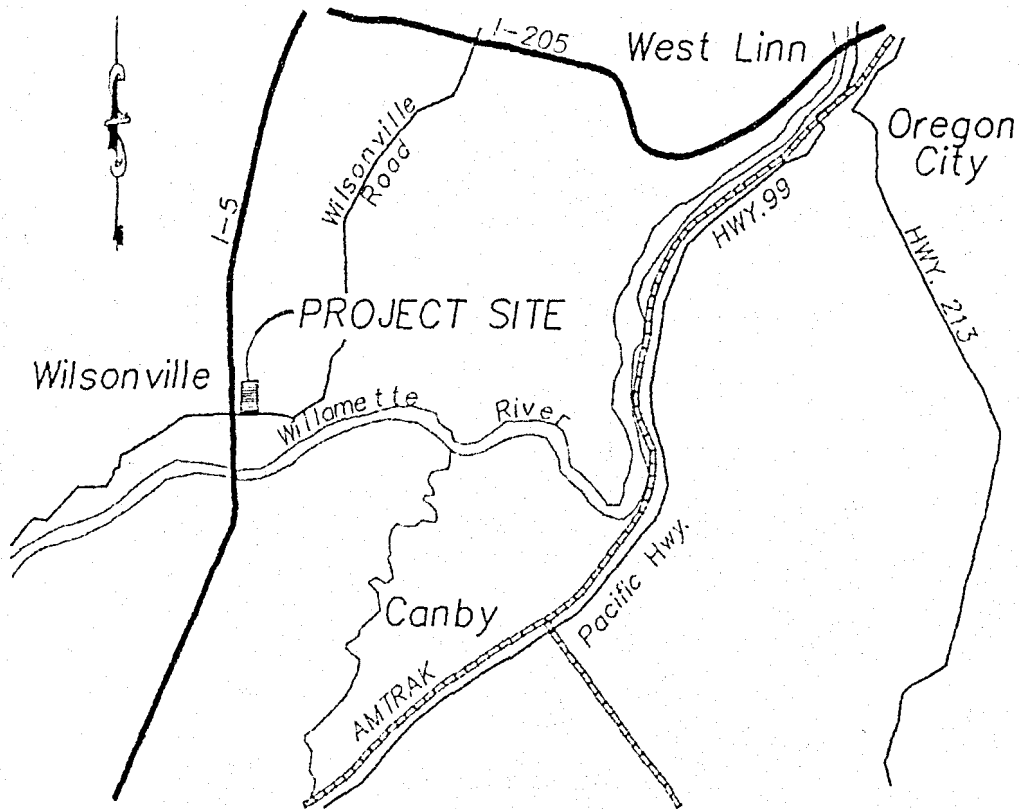 I-205
West Linn
Oregon
City
Wilsonville
Road
I-5
HWY.99
HWY. 213
PROJECT SITE
Wilsonville
Willamette
River
Pacific Hwy.
Canby
AMTRAK